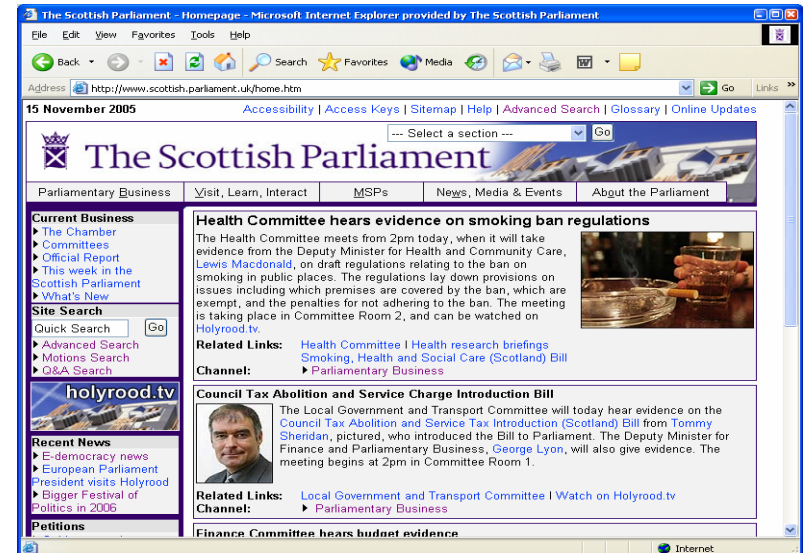 The Scottish Parliament - Homepage - Microsoft Internet Explorer provided by The Scottish Parliament
File Edit View Favorites Tools Help
Back Search Favorites Media
Address http://www.scottish.parliament.uk/home.htm Go Links »
15 November 2005 Accessibility | Access Keys | Sitemap | Help | Advanced Search | Glossary | Online Updates
--- Select a section --- Go
The Scottish Parliament
Parliamentary Business Visit, Learn, Interact MSPs News, Media & Events About the Parliament
Current Business
The Chamber
Committees
Official Report
This week in the
Scottish Parliament
What's New
Site Search
Quick Search Go
Advanced Search
Motions Search
Q&A Search
holyrood.tv
Recent News
E-democracy news
European Parliament
President visits Holyrood
Bigger Festival of
Politics in 2006
Petitions
Health Committee hears evidence on smoking ban regulations
The Health Committee meets from 2pm today, when it will take
evidence from the Deputy Minister for Health and Community Care,
Lewis Macdonald, on draft regulations relating to the ban on
smoking in public places. The regulations lay down provisions on
issues including which premises are covered by the ban, which are
exempt, and the penalties for not adhering to the ban. The meeting
is taking place in Committee Room 2, and can be watched on
Holyrood.tv.
Related Links: Health Committee | Health research briefings
Smoking, Health and Social Care (Scotland) Bill
Channel: Parliamentary Business
Council Tax Abolition and Service Charge Introduction Bill
The Local Government and Transport Committee will today hear evidence on the
Council Tax Abolition and Service Tax Introduction (Scotland) Bill from Tommy
Sheridan, pictured, who introduced the Bill to Parliament. The Deputy Minister for
Finance and Parliamentary Business, George Lyon, will also give evidence. The
meeting begins at 2pm in Committee Room 1.
Related Links: Local Government and Transport Committee | Watch on Holyrood.tv
Channel: Parliamentary Business
Finance Committee hears budget evidence
Internet